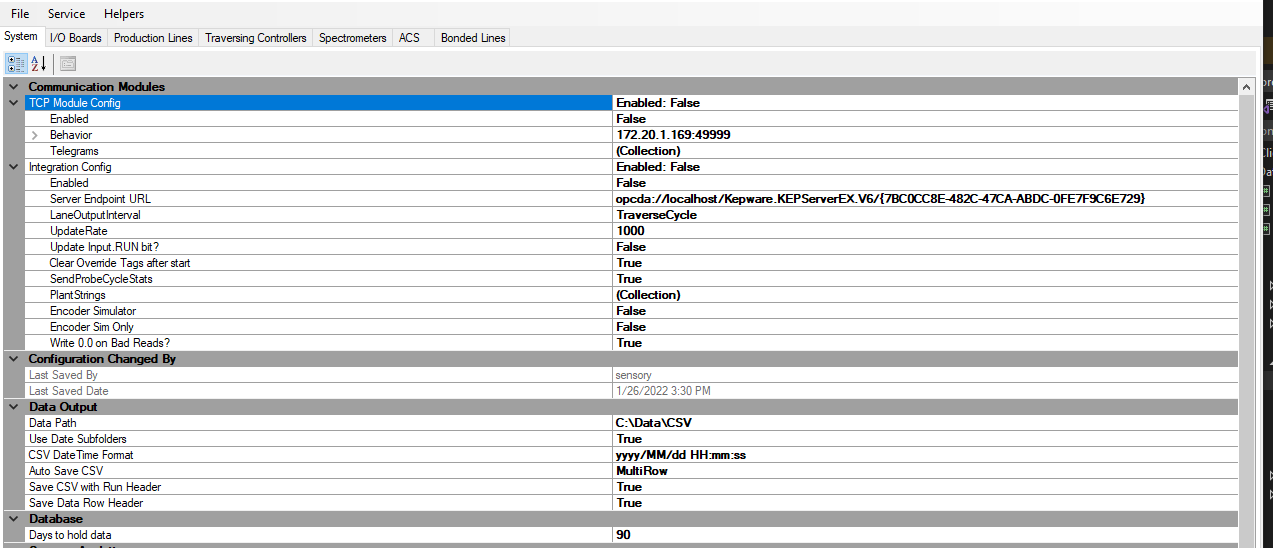 File Service Helpers
System I/O Boards Production Lines Traversing Controllers Spectrometers ACS Bonded Lines
Communication Modules
TCP Module Config Enabled: False
Enabled False
Behavior 172.20.1.169:49999
Telegrams (Collection)
Integration Config Enabled: False
Enabled False
Server Endpoint URL opcda://localhost/Kepware.KEPServerEX.V6/{7BC0CC8E-482C-47CA-ABDC-0FE7F9C6E729}
LaneOutputInterval TraverseCycle
UpdateRate 1000
Update Input.RUN bit? False
Clear Override Tags after start True
SendProbeCycleStats True
PlantStrings (Collection)
Encoder Simulator False
Encoder Sim Only False
Write 0.0 on Bad Reads? True
Configuration Changed By
Last Saved By sensory
Last Saved Date 1/26/2022 3:30 PM
Data Output
Data Path C:\Data\CSV
Use Date Subfolders True
CSV DateTime Format yyyy/MM/dd HH:mm:ss
Auto Save CSV MultiRow
Save CSV with Run Header True
Save Data Row Header True
Database
Days to hold data 90